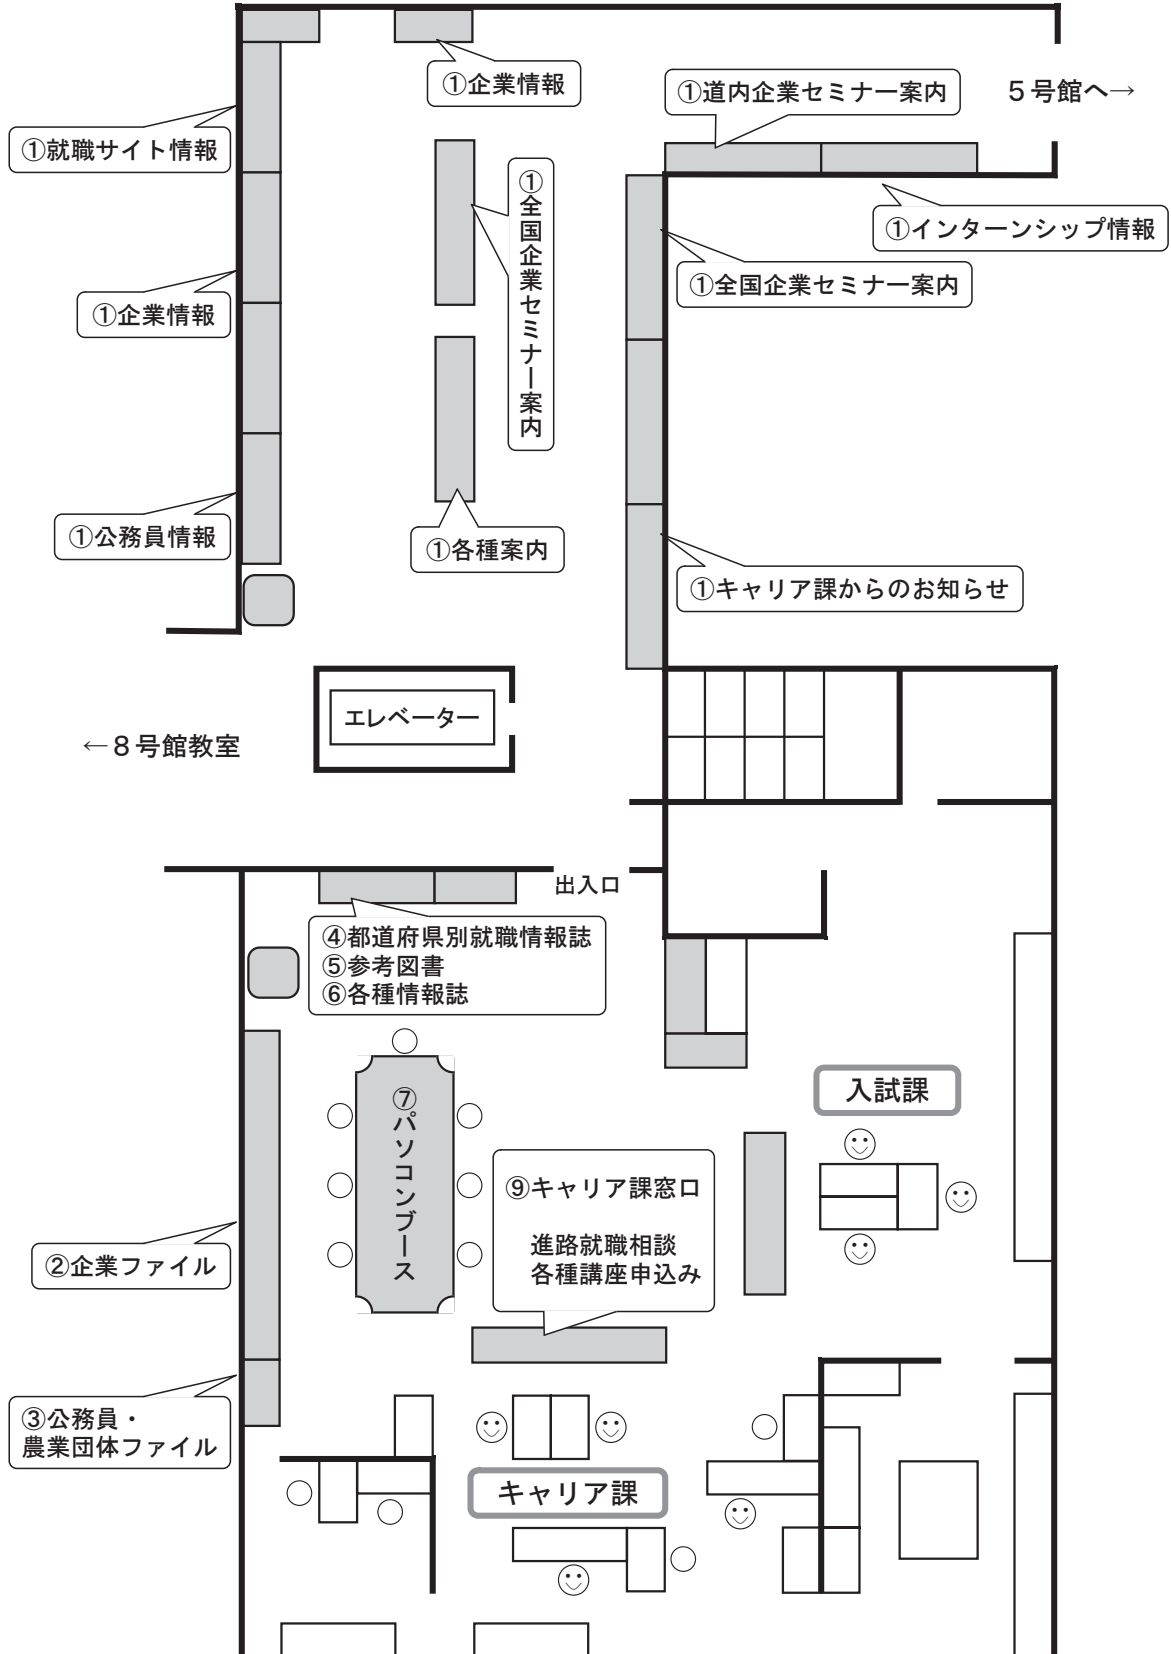 ①企業情報
①道内企業セミナー案内
5号館へ→
①就職サイト情報
①全国企業セミナー案内
①インターンシップ情報
①全国企業セミナー案内
①企業情報
①公務員情報
①各種案内
①キャリア課からのお知らせ
エレベーター
←8号館教室
出入口
④都道府県別就職情報誌
⑤参考図書
⑥各種情報誌
⑦パソコンブース
入試課
⑨キャリア課窓口
進路就職相談
各種講座申込み
②企業ファイル
③公務員・
農業団体ファイル
キャリア課